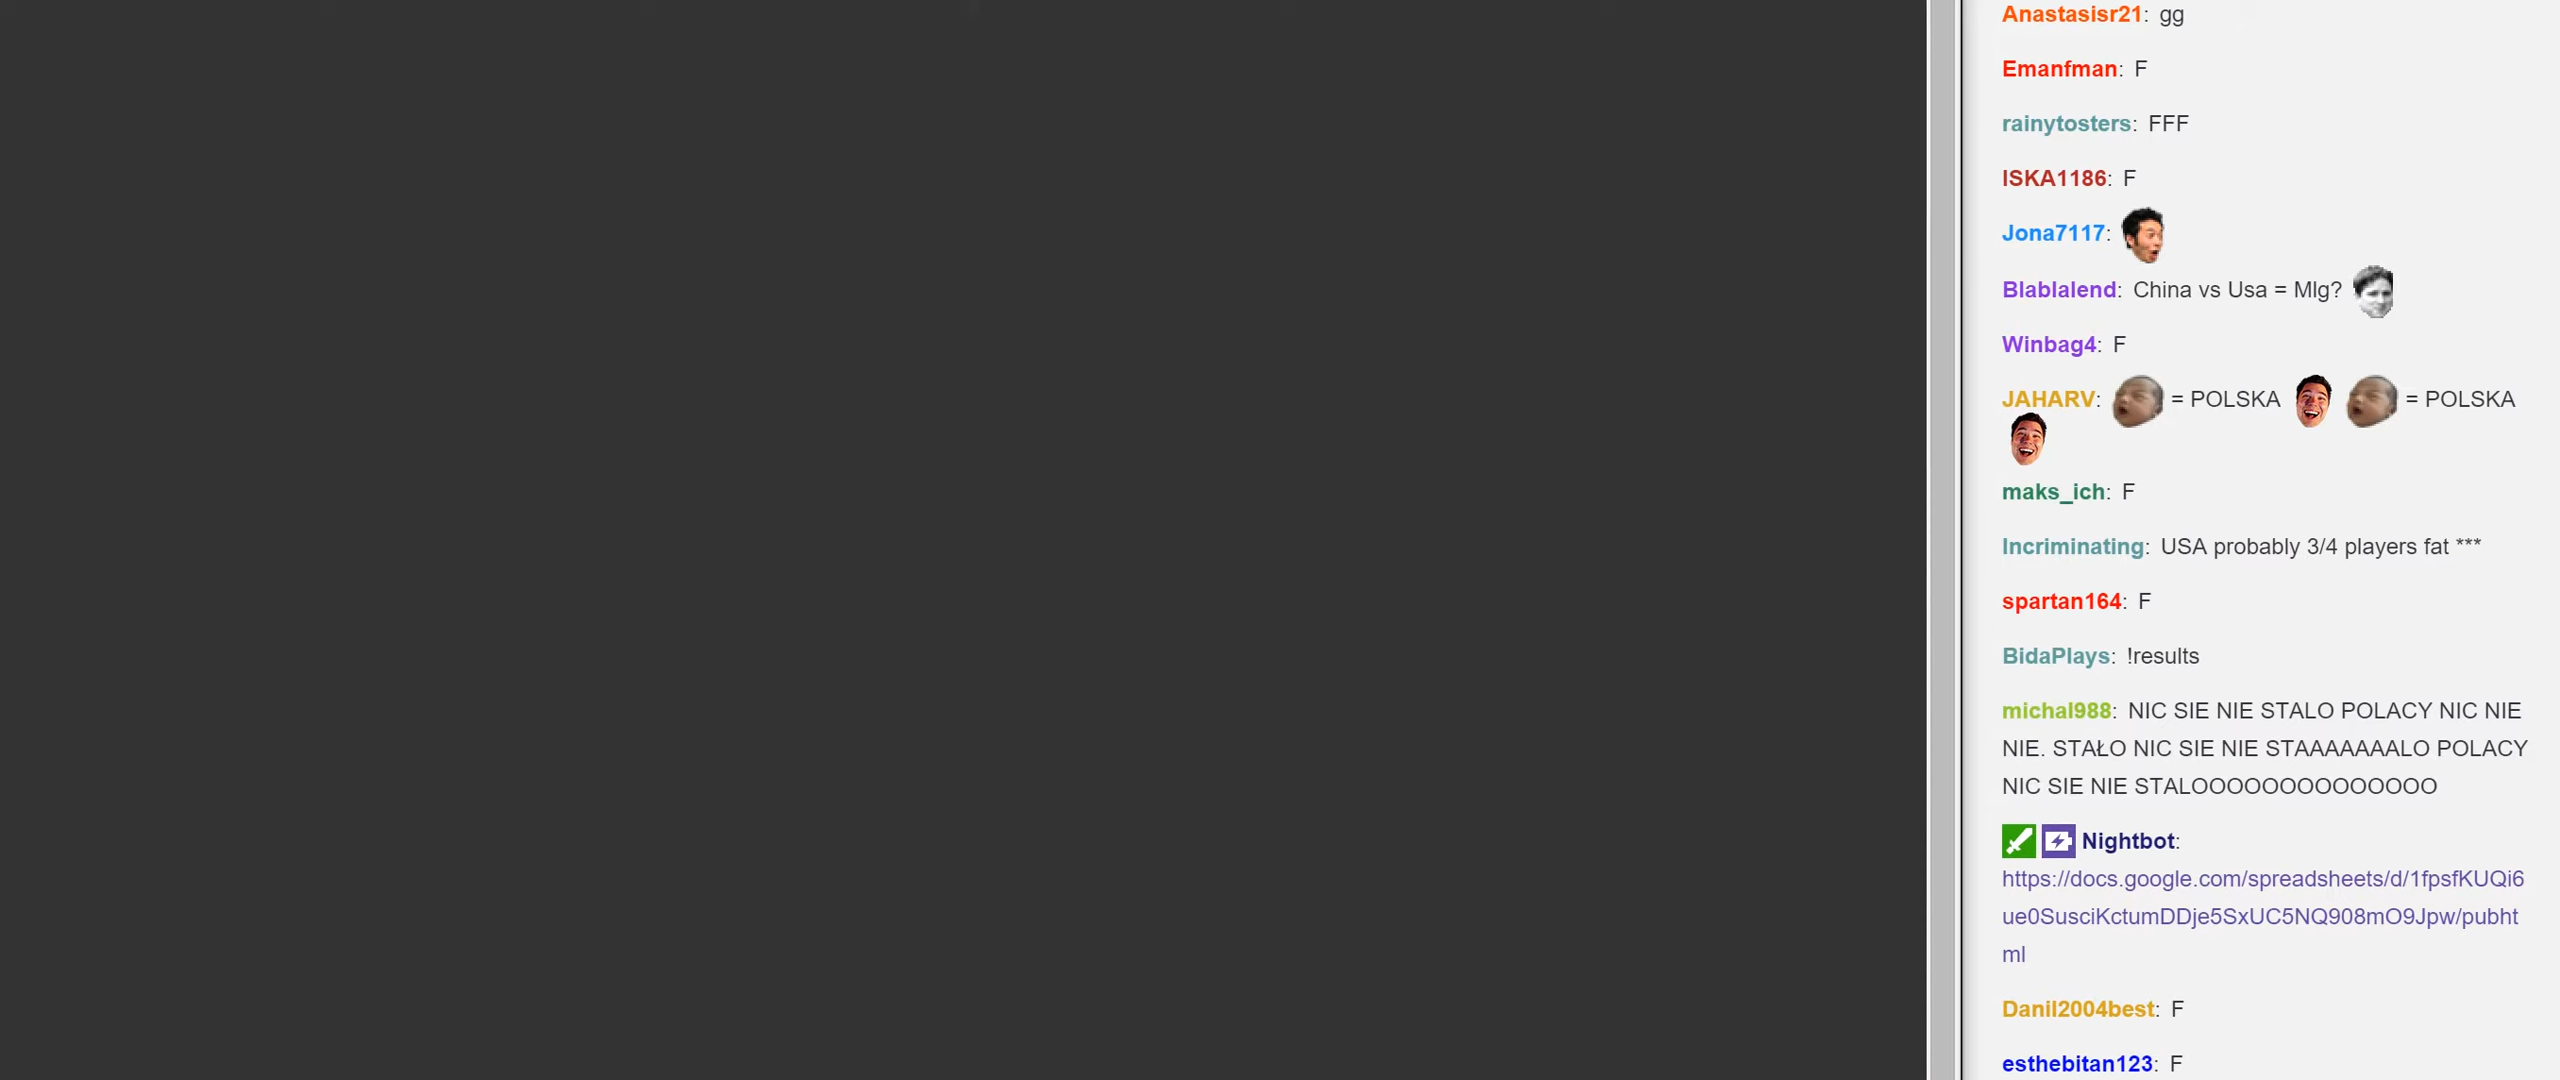 Anastasisr21: gg
Emanfman: F
rainytosters: FFF
ISKA1186: F
Jona7117:
Blablalend: China vs Usa = Mlg?
Winbag4: F
JAHARV: = POLSKA = POLSKA
maks_ich: F
Incriminating: USA probably 3/4 players fat ***
spartan164: F
BidaPlays: !results
michal988: NIC SIE NIE STALO POLACY NIC NIE
NIE. STAŁO NIC SIE NIE STAAAAAAALO POLACY
NIC SIE NIE STALOOOOOOOOOOOOOO
Nightbot:
https://docs.google.com/spreadsheets/d/1fpsfKUQi6
ue0SusciKctumDDje5SxUC5NQ908mO9Jpw/pubht
ml
Danil2004best: F
esthebitan123: F